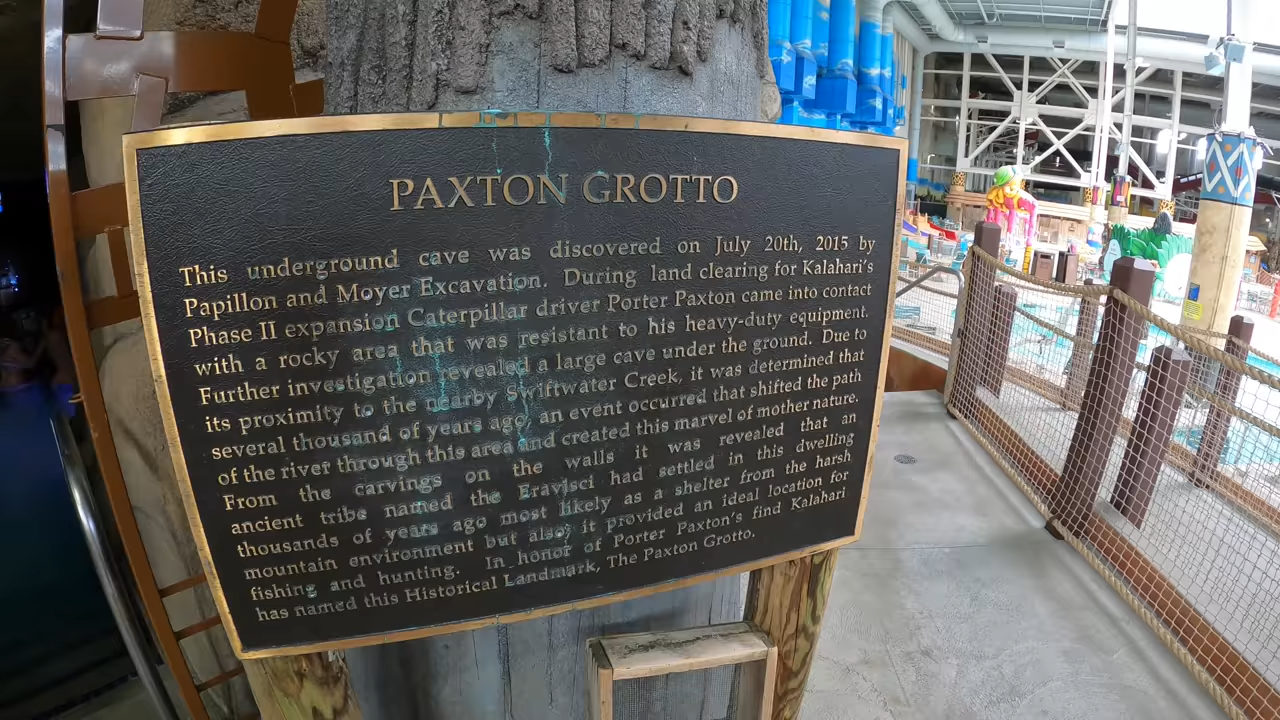 PAXTON GROTTO
This underground cave was discovered on July 20th, 2015 by
Papillon and Moyer Excavation. During land clearing for Kalahari's
Phase II expansion Caterpillar driver Porter Paxton came into contact
with a rocky area that was resistant to his heavy-duty equipment.
Further investigation revealed a large cave under the ground. Due to
its proximity to the nearby Swiftwater Creek, it was determined that
several thousand of years ago, an event occurred that shifted the path
of the river through this area and created this marvel of mother nature.
From the carvings on the walls it was revealed that an
ancient tribe named the Eravisci had settled in this dwelling
thousands of years ago most likely as a shelter from the harsh
mountain environment but also, it provided an ideal location for
fishing and hunting. In honor of Porter Paxton's find Kalahari
has named this Historical Landmark, The Paxton Grotto.